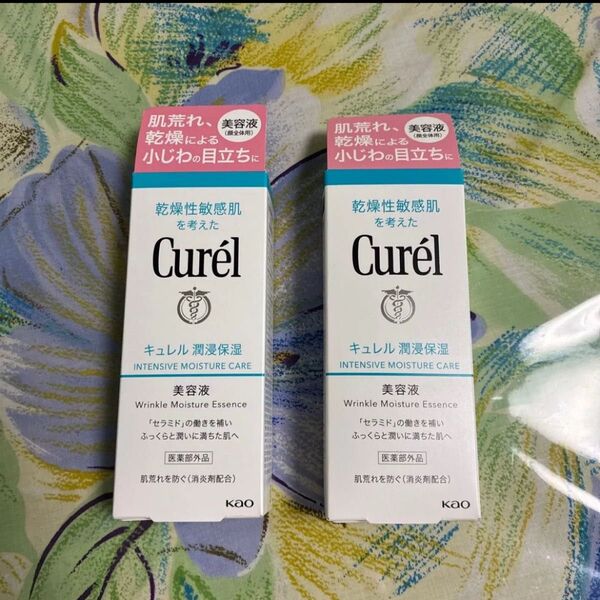 肌荒れ、
乾燥による
小じわの目立ちに
美容液
(顔全体用)
乾燥性敏感肌
を考えた
Curél
キュレル 潤浸保湿
INTENSIVE MOISTURE CARE
美容液
Wrinkle Moisture Essence
「セラミド」の働きを補い
ふっくらと潤いに満ちた肌へ
医薬部外品
肌荒れを防ぐ(消炎剤配合)
Kao
肌荒れ、
乾燥による
小じわの目立ちに
美容液
(顔全体用)
乾燥性敏感肌
を考えた
Curél
キュレル 潤浸保湿
INTENSIVE MOISTURE CARE
美容液
Wrinkle Moisture Essence
「セラミド」の働きを補い
ふっくらと潤いに満ちた肌へ
医薬部外品
肌荒れを防ぐ(消炎剤配合)
Kao